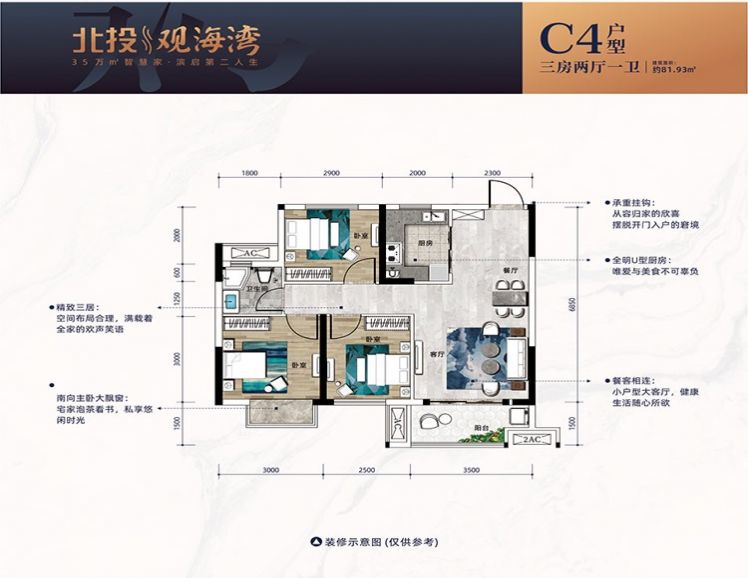 北投观海湾
35万㎡智慧家·滨启第二人生
C4户型
三房两厅一卫
建筑面积:
约81.93㎡
1800 2900 2000 2300
2000
600
1250
3000
1500
6850
1500
AC
卧室
厨房
餐厅
卫生间
卧室
卧室
客厅
阳台
AC
2AC
3000 2500 3500
精致三居:
空间布局合理,满载着
全家的欢声笑语
南向主卧大飘窗:
宅家泡茶看书,私享悠
闲时光
承重挂钩:
从容归家的欣喜
摆脱开门入户的窘境
全明U型厨房:
唯爱与美食不可辜负
餐客相连:
小户型大客厅,健康
生活随心所欲
装修示意图 (仅供参考)